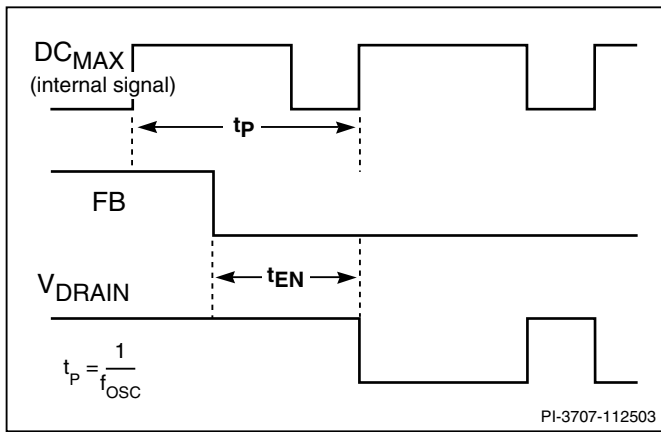 DCMAX
(internal signal)
tP
FB
tEN
VDRAIN
tP = 1/fOSC
PI-3707-112503